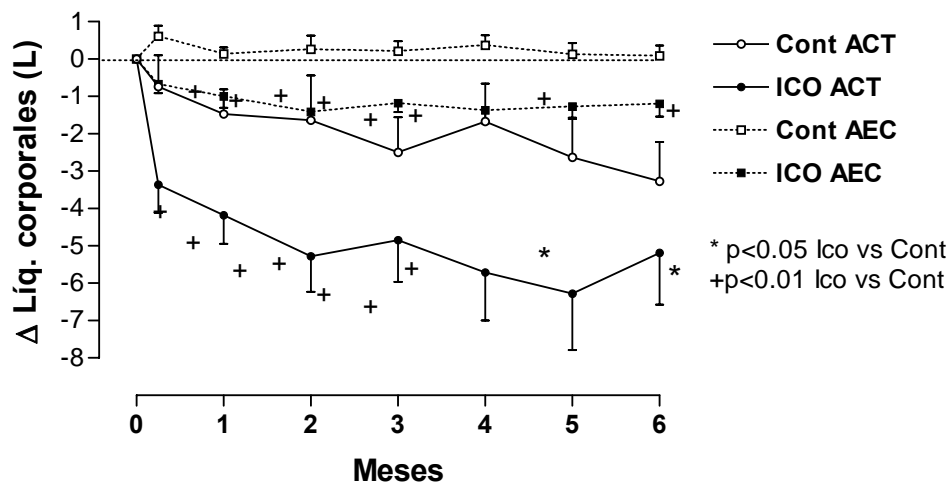 Δ Líq. corporales (L)
1
0
-1
-2
-3
-4
-5
-6
-7
-8
+ + + + + + + +
+ + + + + + + + * *
0 1 2 3 4 5 6
Meses
Cont ACT
ICO ACT
Cont AEC
ICO AEC
* p<0.05 Ico vs Cont
+p<0.01 Ico vs Cont